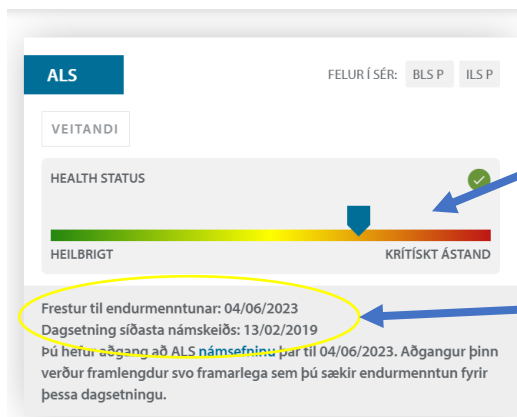 ALS
FELUR Í SÉR: BLS P ILS P
VEITANDI
HEALTH STATUS
HEILBRIGT KRÍTÍSKT ÁSTAND
Frestur til endurmenntunar: 04/06/2023
Dagsetning síðasta námskeiðs: 13/02/2019
Þú hefur aðgang að ALS námsefninu þar til 04/06/2023. Aðgangur þinn
verður framlengdur svo framarlega sem þú sækir endurmenntun fyrir
þessa dagsetningu.